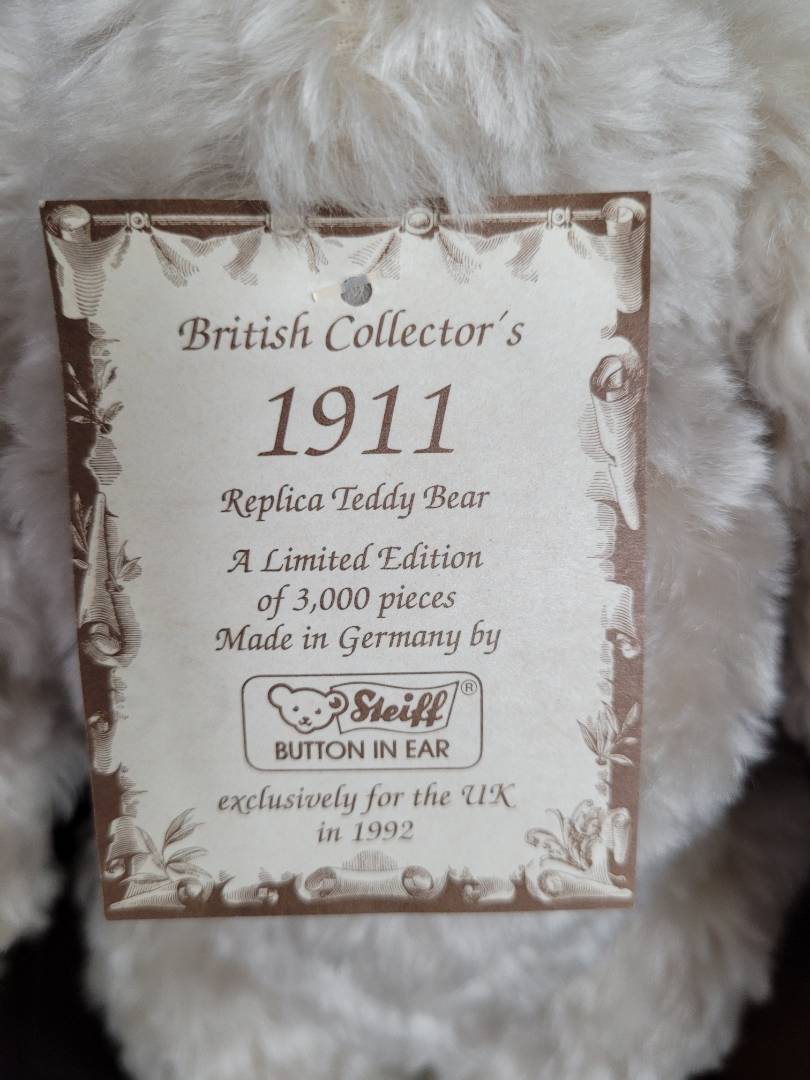 British Collector´s
1911
Replica Teddy Bear
A Limited Edition
of 3,000 pieces
Made in Germany by
Steiff ®
BUTTON IN EAR
exclusively for the UK
in 1992